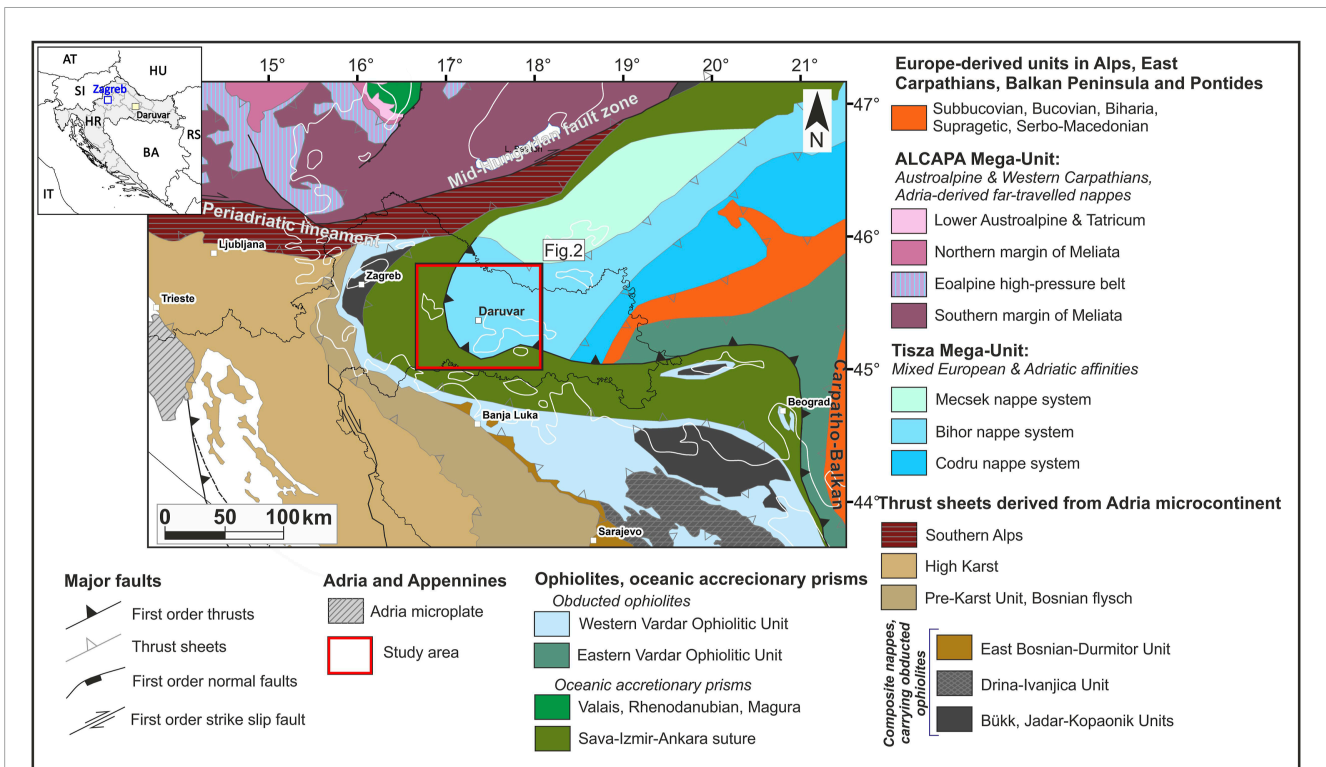 AT
HU
SI
Zagreb
Daruvar
HR
RS
BA
IT
15°
16°
17°
18°
19°
20°
21°
47°
46°
45°
44°
N
Mid-Hungarian fault zone
Periadriatic lineament
Ljubljana
Zagreb
Trieste
Fig.2
Daruvar
Banja Luka
Beograd
Sarajevo
Carpatho-Balkan
0 50 100 km
Europe-derived units in Alps, East
Carpathians, Balkan Peninsula and Pontides
Subbucovian, Bucovian, Biharia,
Supragetic, Serbo-Macedonian
ALCAPA Mega-Unit:
Austroalpine & Western Carpathians,
Adria-derived far-travelled nappes
Lower Austroalpine & Tatricum
Northern margin of Meliata
Eoalpine high-pressure belt
Southern margin of Meliata
Tisza Mega-Unit:
Mixed European & Adriatic affinities
Mecsek nappe system
Bihor nappe system
Codru nappe system
Thrust sheets derived from Adria microcontinent
Southern Alps
High Karst
Pre-Karst Unit, Bosnian flysch
Composite nappes,
carrying obducted
ophiolites
East Bosnian-Durmitor Unit
Drina-Ivanjica Unit
Bükk, Jadar-Kopaonik Units
Major faults
First order thrusts
Thrust sheets
First order normal faults
First order strike slip fault
Adria and Appennines
Adria microplate
Study area
Ophiolites, oceanic accrecionary prisms
Obducted ophiolites
Western Vardar Ophiolitic Unit
Eastern Vardar Ophiolitic Unit
Oceanic accretionary prisms
Valais, Rhenodanubian, Magura
Sava-Izmir-Ankara suture